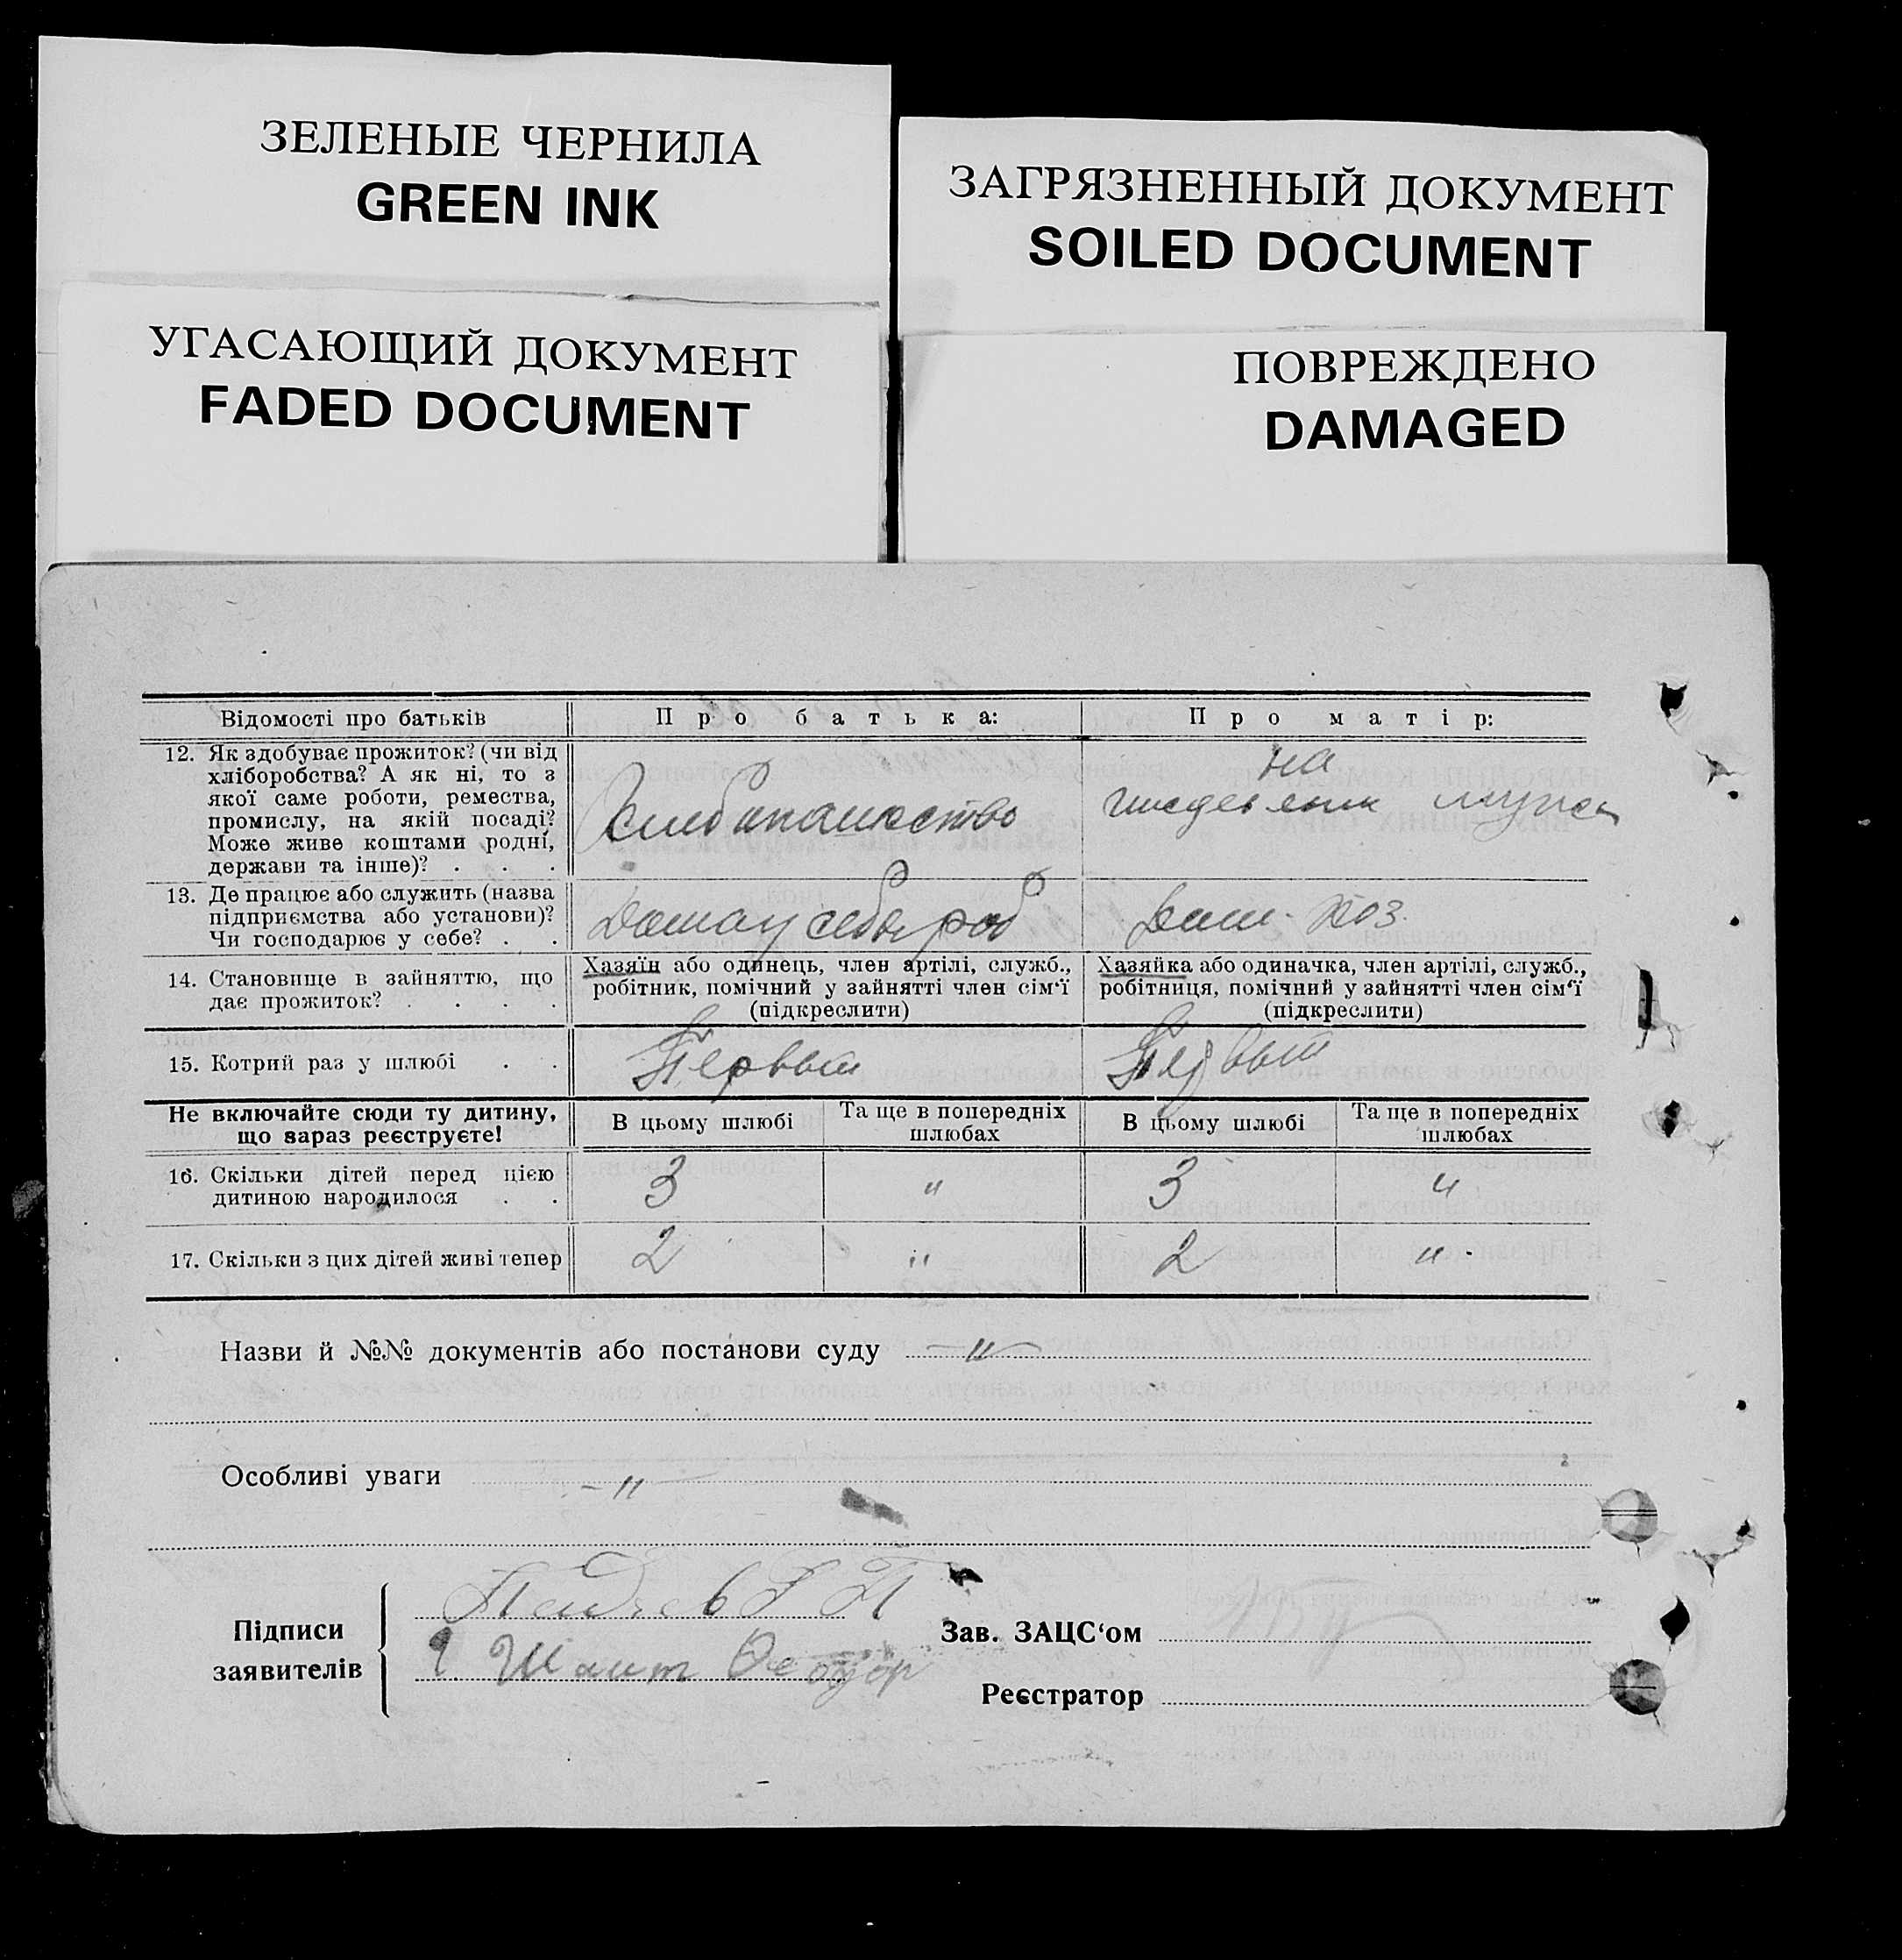 ЗЕЛЕНЫЕ ЧЕРНИЛА
GREEN INK
ЗАГРЯЗНЕННЫЙ ДОКУМЕНТ
SOILED DOCUMENT
УГАСАЮЩИЙ ДОКУМЕНТ
FADED DOCUMENT
ПОВРЕЖДЕНО
DAMAGED
Відомості про батьків
Про батька:
Про матір:
12. Як здобуває прожиток? (чи від
хліборобства? А як ні, то з
якої саме роботи, ремества,
промислу, на якій посаді?
Може живе коштами родні,
держави та інше)? . . .
на
мужа
13. Де працює або служить (назва
підприємства або установи)?
Чи господарює у себе? . .
14. Становище в зайняттю, що
дає прожиток? . . . .
Хазяїн або одинець, член артілі, служб.,
робітник, помічний у зайнятті член сім'ї
(підкреслити)
Хазяйка або одиначка, член артілі, служб.,
робітниця, помічний у зайнятті член сім'ї
(підкреслити)
15. Котрий раз у шлюбі . .
Первый
Первый
Не включайте сюди ту дитину,
що зараз реєструєте!
В цьому шлюбі
Та ще в попередніх
шлюбах
В цьому шлюбі
Та ще в попередніх
шлюбах
16. Скільки дітей перед цією
дитиною народилося . .
3 " 3 "
17. Скільки з цих дітей живі тепер
2 " 2 "
Назви й №№ документів або постанови суду – " –
Особливі уваги – " –
Підписи
заявителів
Зав. ЗАЦС'ом
Реєстратор